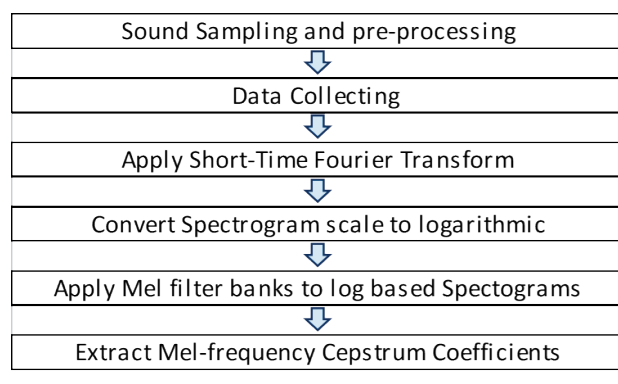 Sound Sampling and pre-processing
Data Collecting
Apply Short-Time Fourier Transform
Convert Spectrogram scale to logarithmic
Apply Mel filter banks to log based Spectograms
Extract Mel-frequency Cepstrum Coefficients